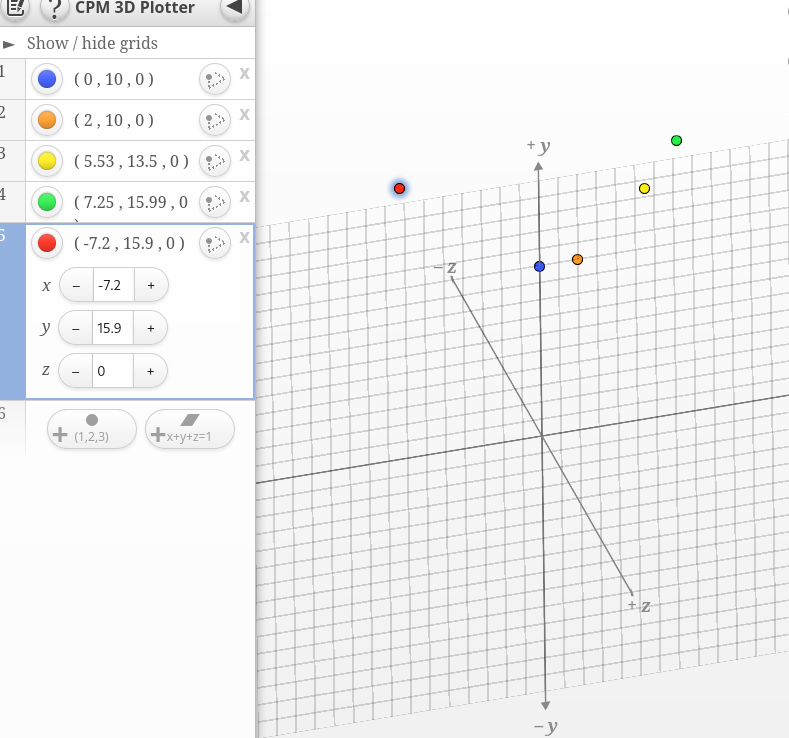 ? CPM 3D Plotter
Show / hide grids
1 ( 0 , 10 , 0 ) x
2 ( 2 , 10 , 0 ) x
3 ( 5.53 , 13.5 , 0 ) x
4 ( 7.25 , 15.99 , 0 x
5 ( -7.2 , 15.9 , 0 ) x
x − -7.2 +
y − 15.9 +
z − 0 +
6 + (1,2,3) + x+y+z=1
+ y
− z
+ z
− y